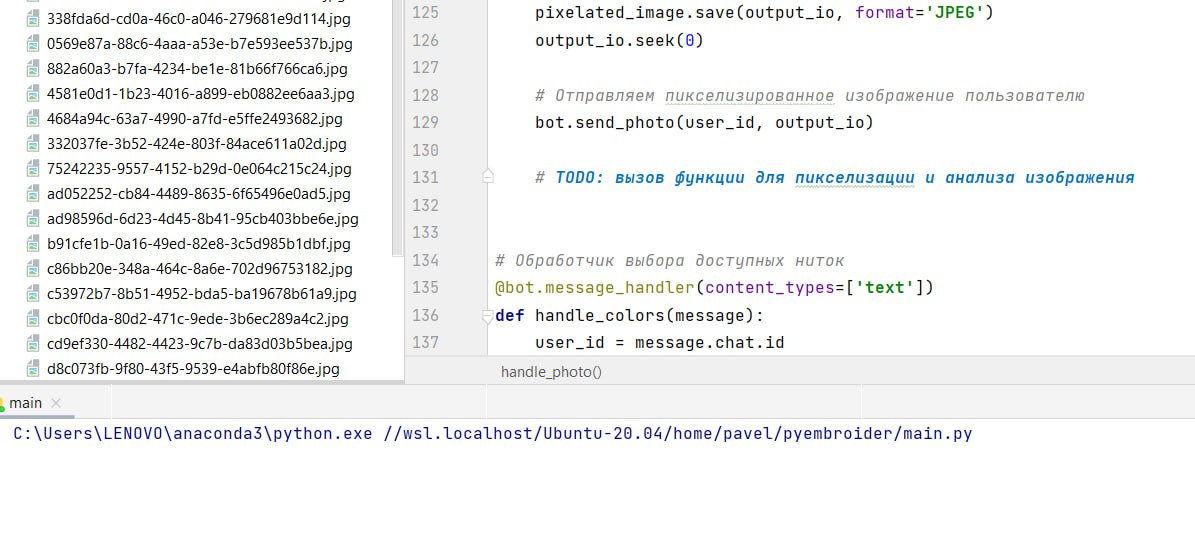 338fda6d-cd0a-46c0-a046-279681e9d114.jpg
0569e87a-88c6-4aaa-a53e-b7e593ee537b.jpg
882a60a3-b7fa-4234-be1e-81b66f766ca6.jpg
4581e0d1-1b23-4016-a899-eb0882ee6aa3.jpg
4684a94c-63a7-4990-a7fd-e5ffe2493682.jpg
332037fe-3b52-424e-803f-84ace611a02d.jpg
75242235-9557-4152-b29d-0e064c215c24.jpg
ad052252-cb84-4489-8635-6f65496e0ad5.jpg
ad98596d-6d23-4d45-8b41-95cb403bbe6e.jpg
b91cfe1b-0a16-49ed-82e8-3c5d985b1dbf.jpg
c86bb20e-348a-464c-8a6e-702d96753182.jpg
c53972b7-8b51-4952-bda5-ba19678b61a9.jpg
cbc0f0da-80d2-471c-9ede-3b6ec289a4c2.jpg
cd9ef330-4482-4423-9c7b-da83d03b5bea.jpg
d8c073fb-9f80-43f5-9539-e4abfb80f86e.jpg
125 pixelated_image.save(output_io, format='JPEG')
126 output_io.seek(0)
127
128 # Отправляем пикселизированное изображение пользователю
129 bot.send_photo(user_id, output_io)
130
131 # TODO: вызов функции для пикселизации и анализа изображения
132
133
134 # Обработчик выбора доступных ниток
135 @bot.message_handler(content_types=['text'])
136 def handle_colors(message):
137 user_id = message.chat.id
handle_photo()
main
C:\Users\LENOVO\anaconda3\python.exe //wsl.localhost/Ubuntu-20.04/home/pavel/pyembroider/main.py